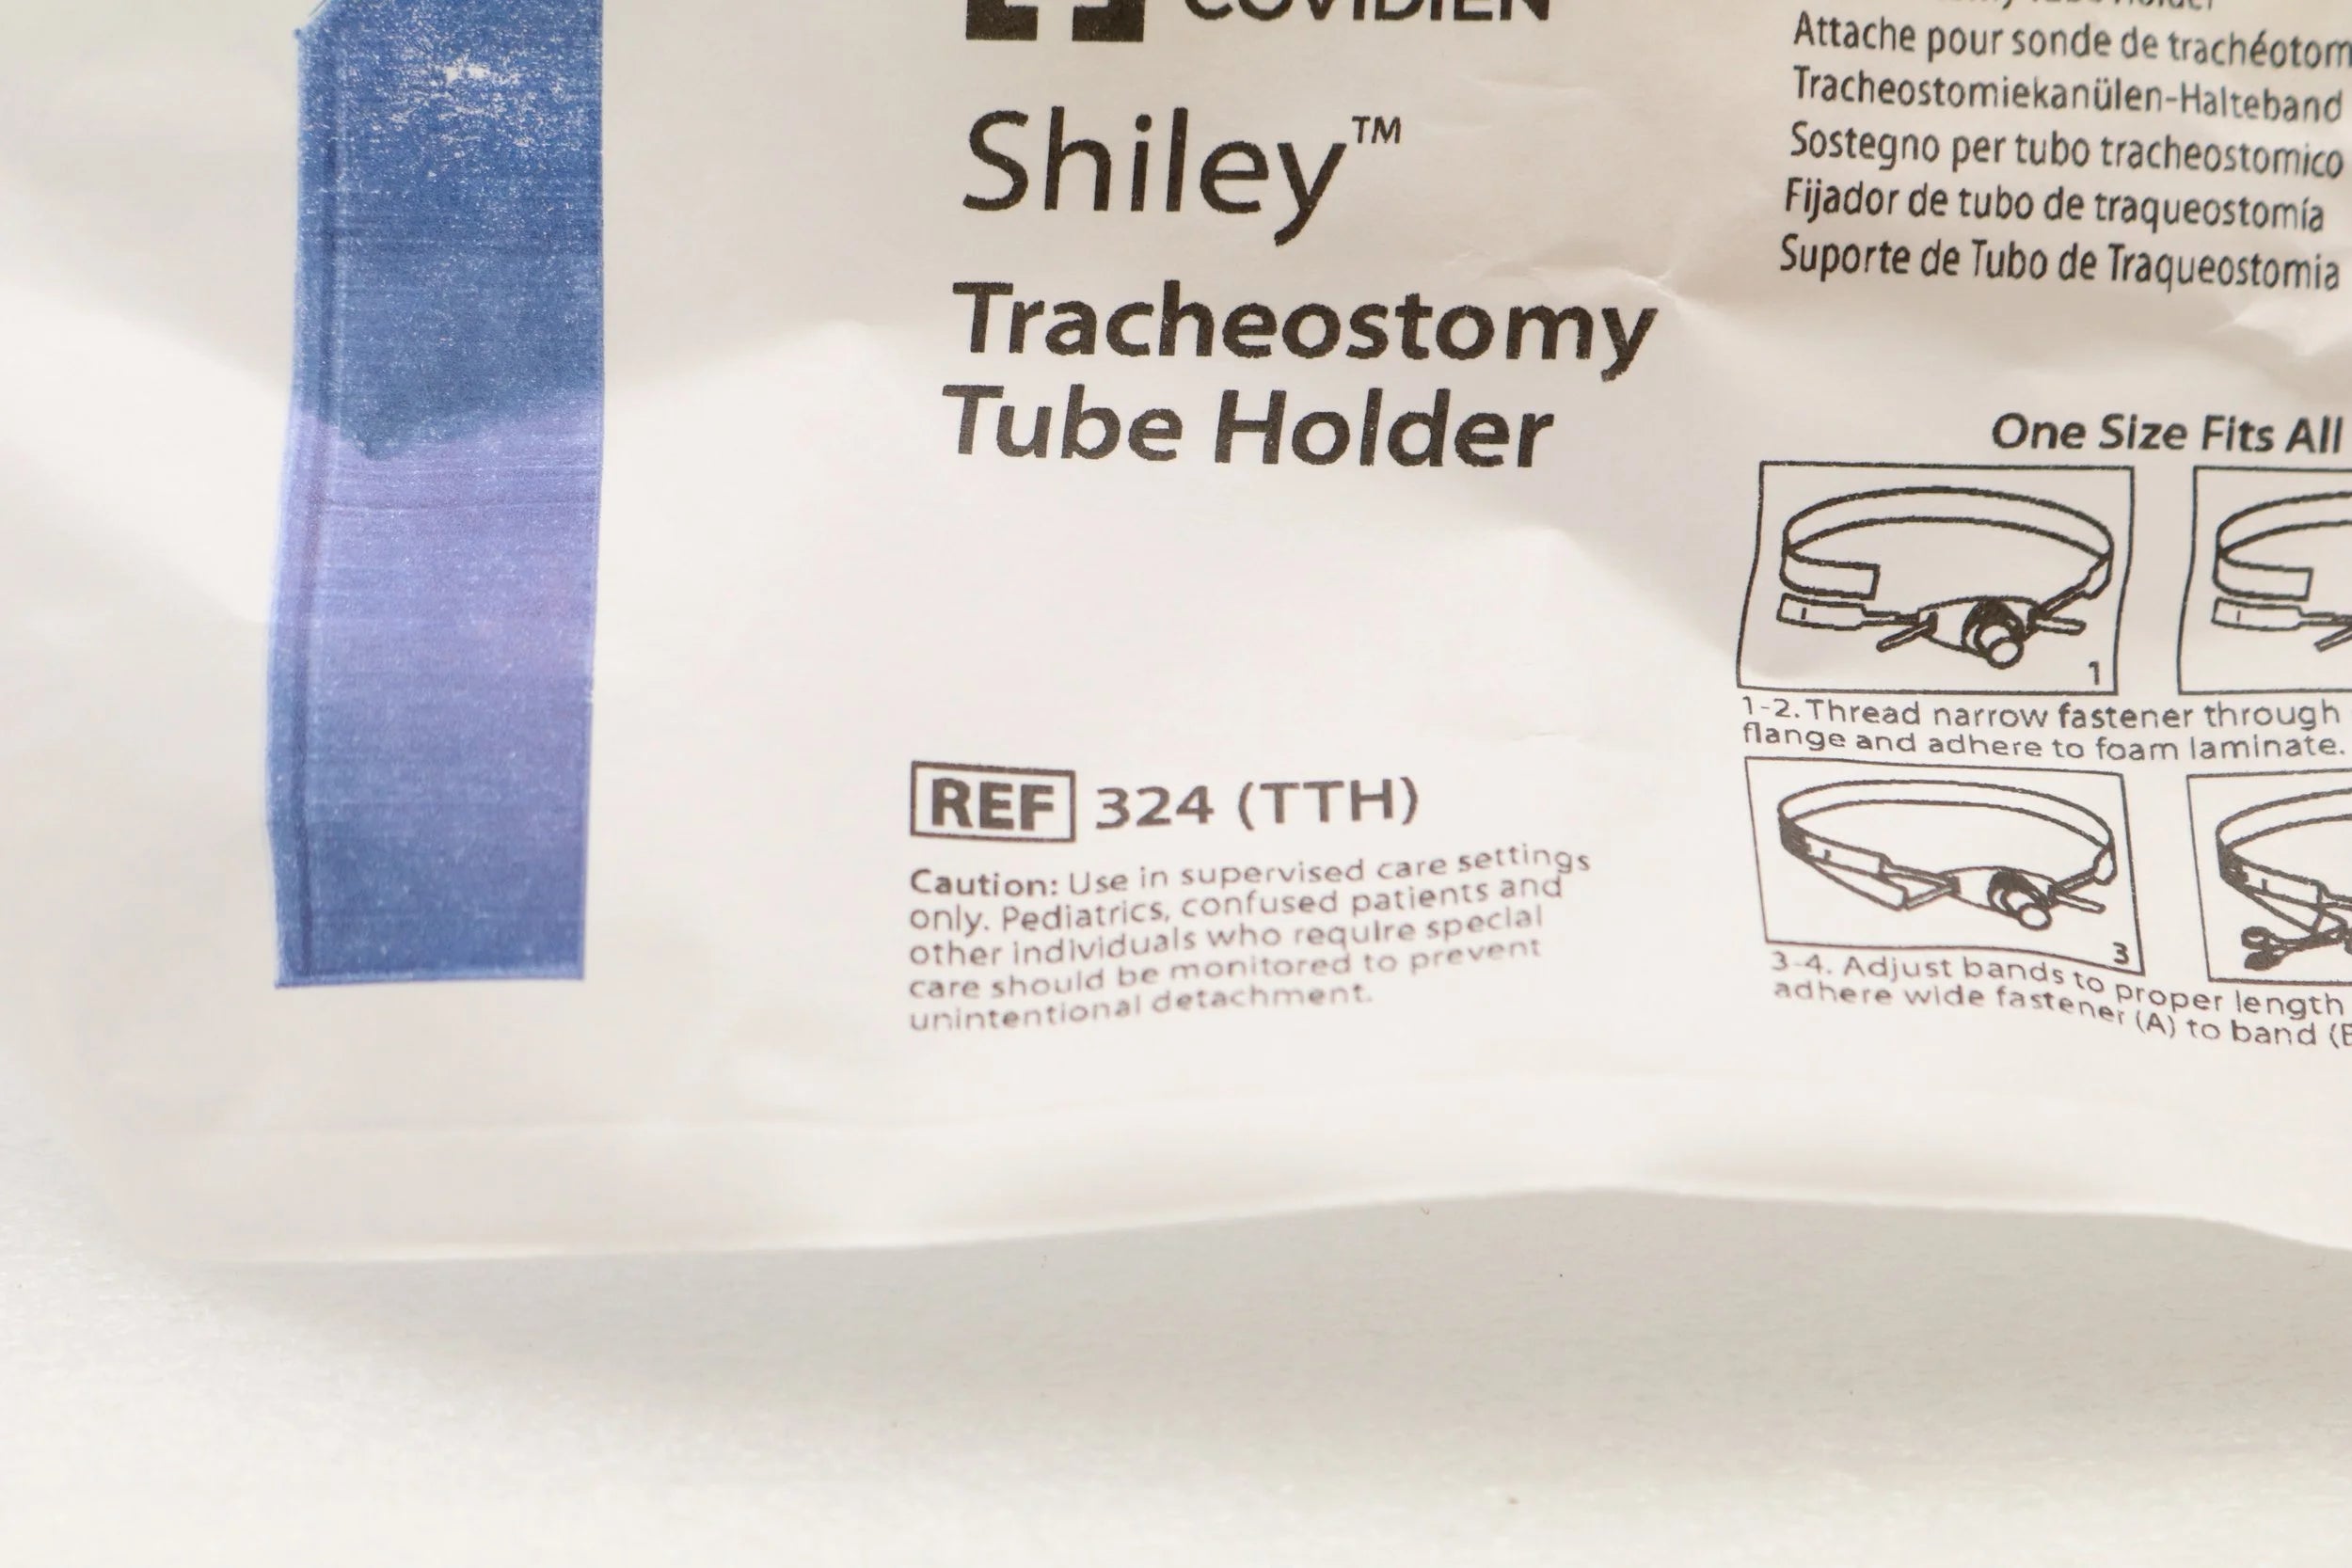 COVIDIEN
Shiley™
Tracheostomy
Tube Holder
REF 324 (TTH)
Caution: Use in supervised care settings
only. Pediatrics, confused patients and
other individuals who require special
care should be monitored to prevent
unintentional detachment.
Tube Holder
Attache pour sonde de trachéotom
Tracheostomiekanülen-Halteband
Sostegno per tubo tracheostomico
Fijador de tubo de traqueostomía
Suporte de Tubo de Traqueostomia
One Size Fits All
1
1-2. Thread narrow fastener through
flange and adhere to foam laminate.
3
3-4. Adjust bands to proper length
adhere wide fastener (A) to band (B